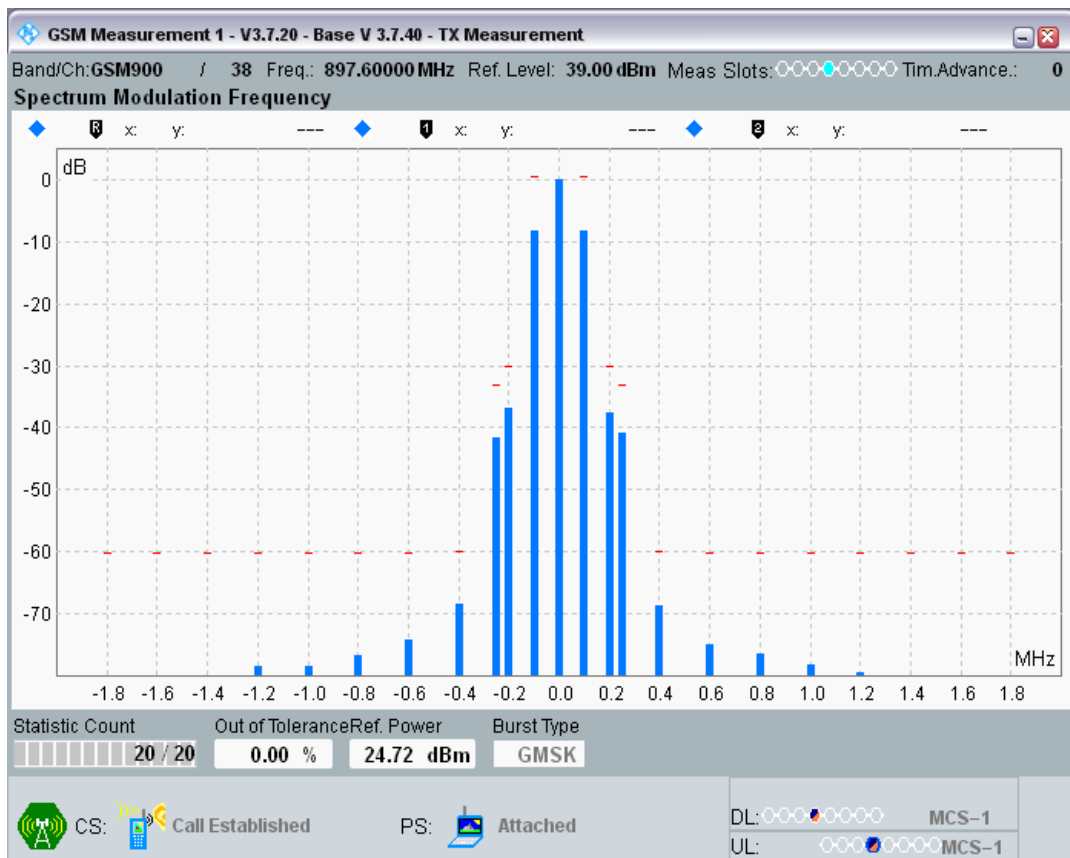 GSM Measurement 1 - V3.7.20 - Base V 3.7.40 - TX Measurement
Band/Ch:GSM900 / 38 Freq.: 897.60000 MHz Ref. Level: 39.00 dBm Meas Slots: Tim.Advance.: 0
Spectrum Modulation Frequency
R x: y: --- 1 x: y: --- 2 x: y: ---
dB
0
-10
-20
-30
-40
-50
-60
-70
MHz
-1.8 -1.6 -1.4 -1.2 -1.0 -0.8 -0.6 -0.4 -0.2 0.0 0.2 0.4 0.6 0.8 1.0 1.2 1.4 1.6 1.8
Statistic Count Out of Tolerance Ref. Power Burst Type
20 / 20 0.00 % 24.72 dBm GMSK
CS: Call Established PS: Attached
DL: MCS-1
UL: MCS-1